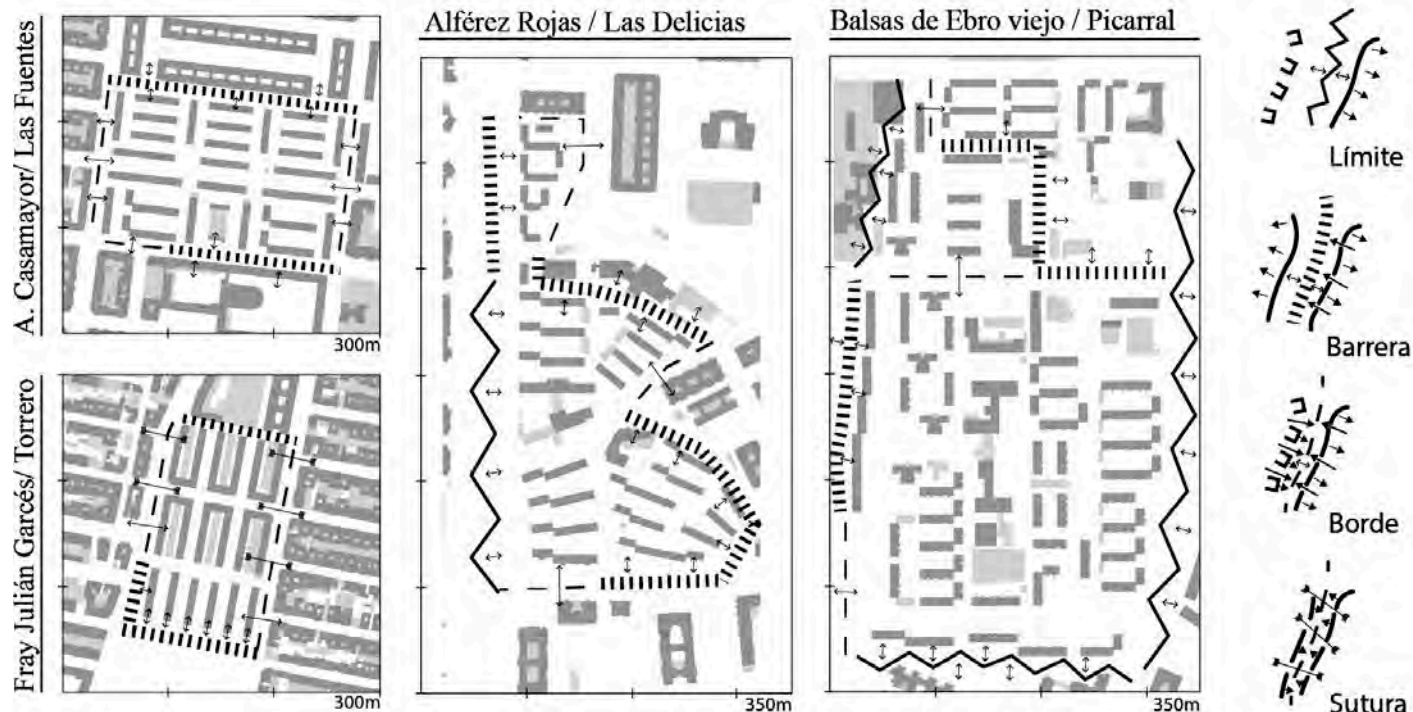 A. Casamayor/ Las Fuentes
300m
Fray Julián Garcés/ Torrero
300m
Alférez Rojas / Las Delicias
350m
Balsas de Ebro viejo / Picarral
350m
Límite
Barrera
Borde
Sutura